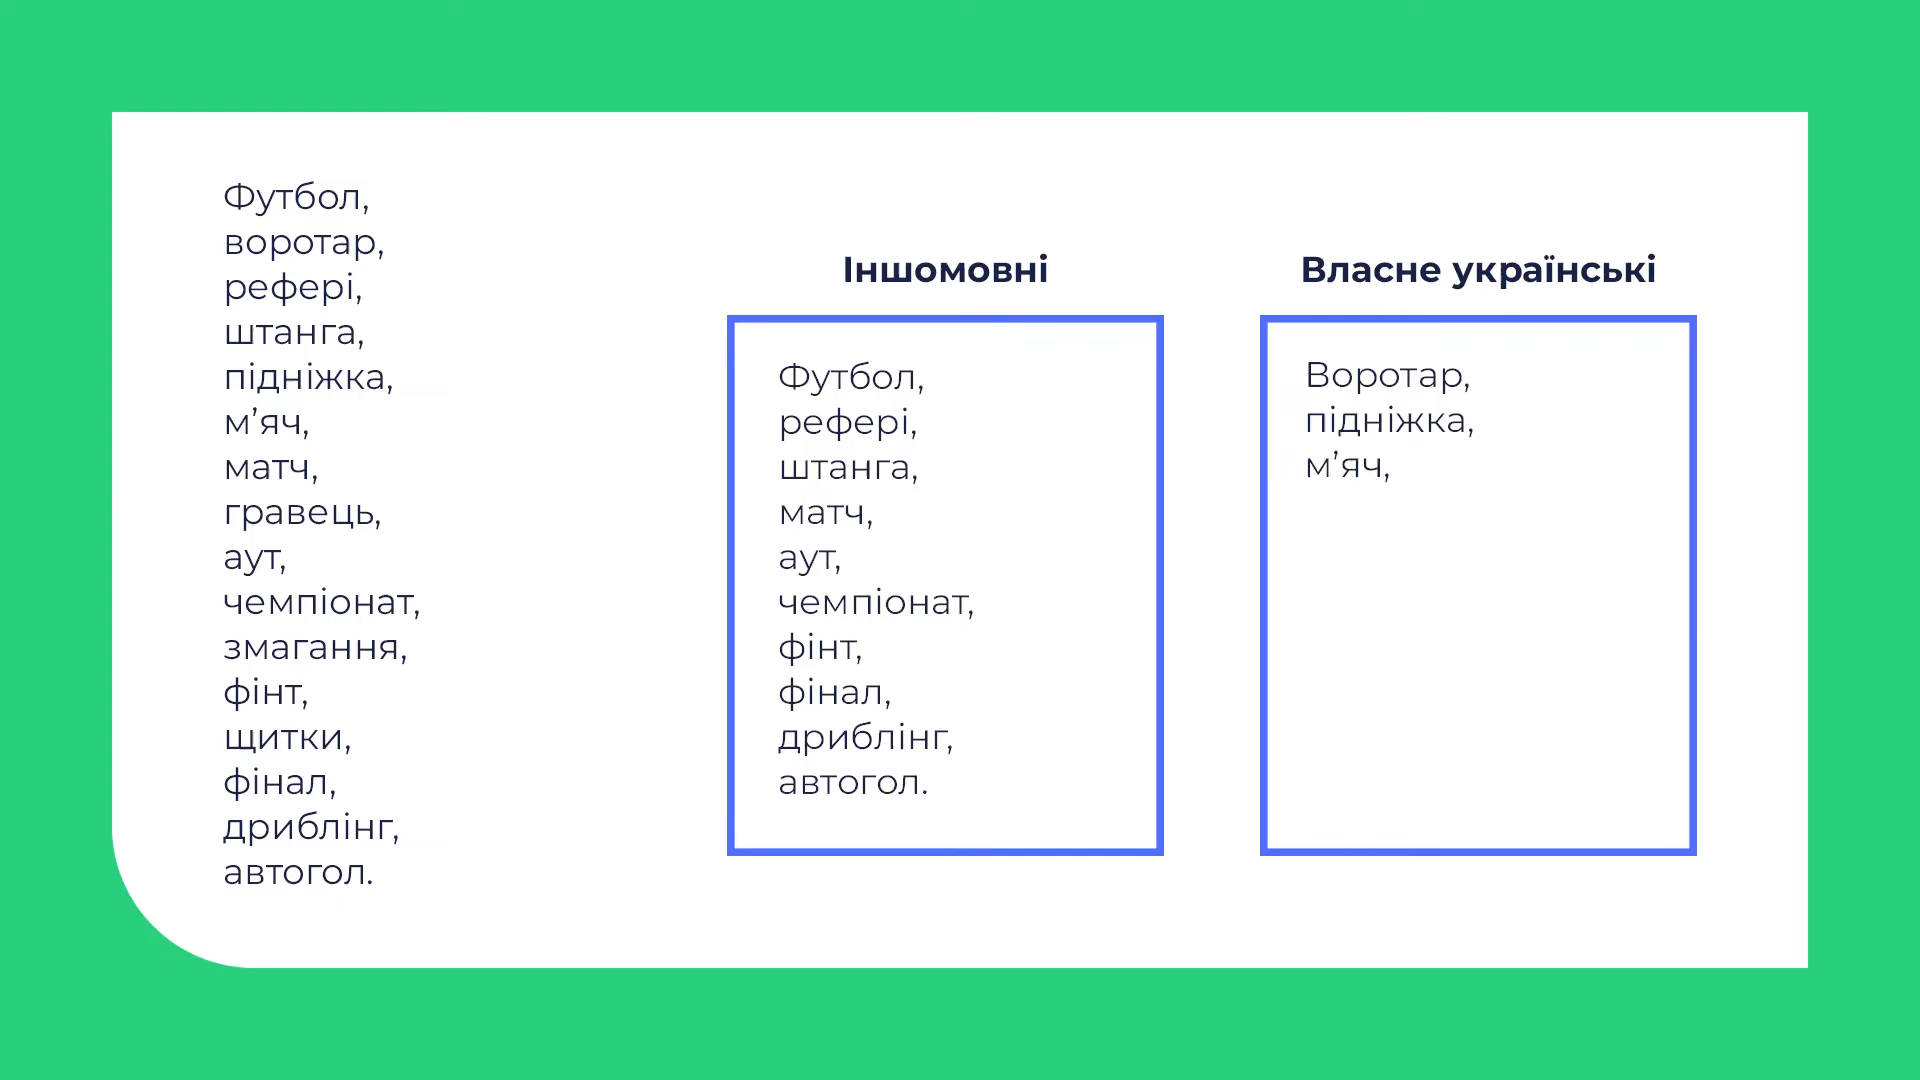 Футбол,
воротар,
рефері,
штанга,
підніжка,
м’яч,
матч,
гравець,
аут,
чемпіонат,
змагання,
фінт,
щитки,
фінал,
дриблінг,
автогол.
Іншомовні
Футбол,
рефері,
штанга,
матч,
аут,
чемпіонат,
фінт,
фінал,
дриблінг,
автогол.
Власне українські
Воротар,
підніжка,
м’яч,